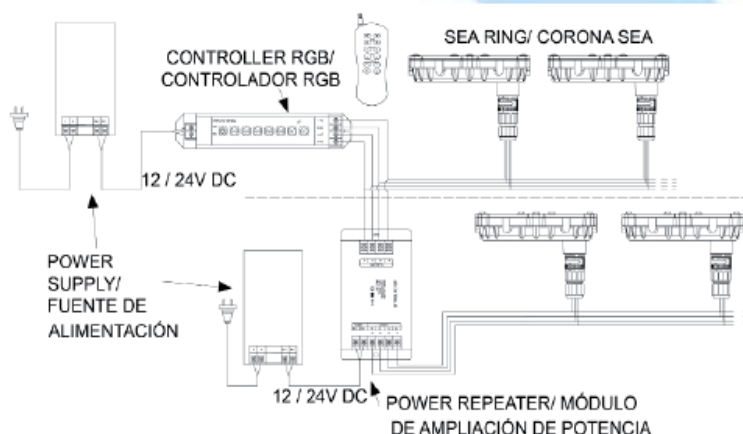 SEA RING/ CORONA SEA
CONTROLLER RGB/
CONTROLADOR RGB
12 / 24V DC
POWER
SUPPLY/
FUENTE DE
ALIMENTACIÓN
12 / 24V DC
POWER REPEATER/ MÓDULO
DE AMPLIACIÓN DE POTENCIA